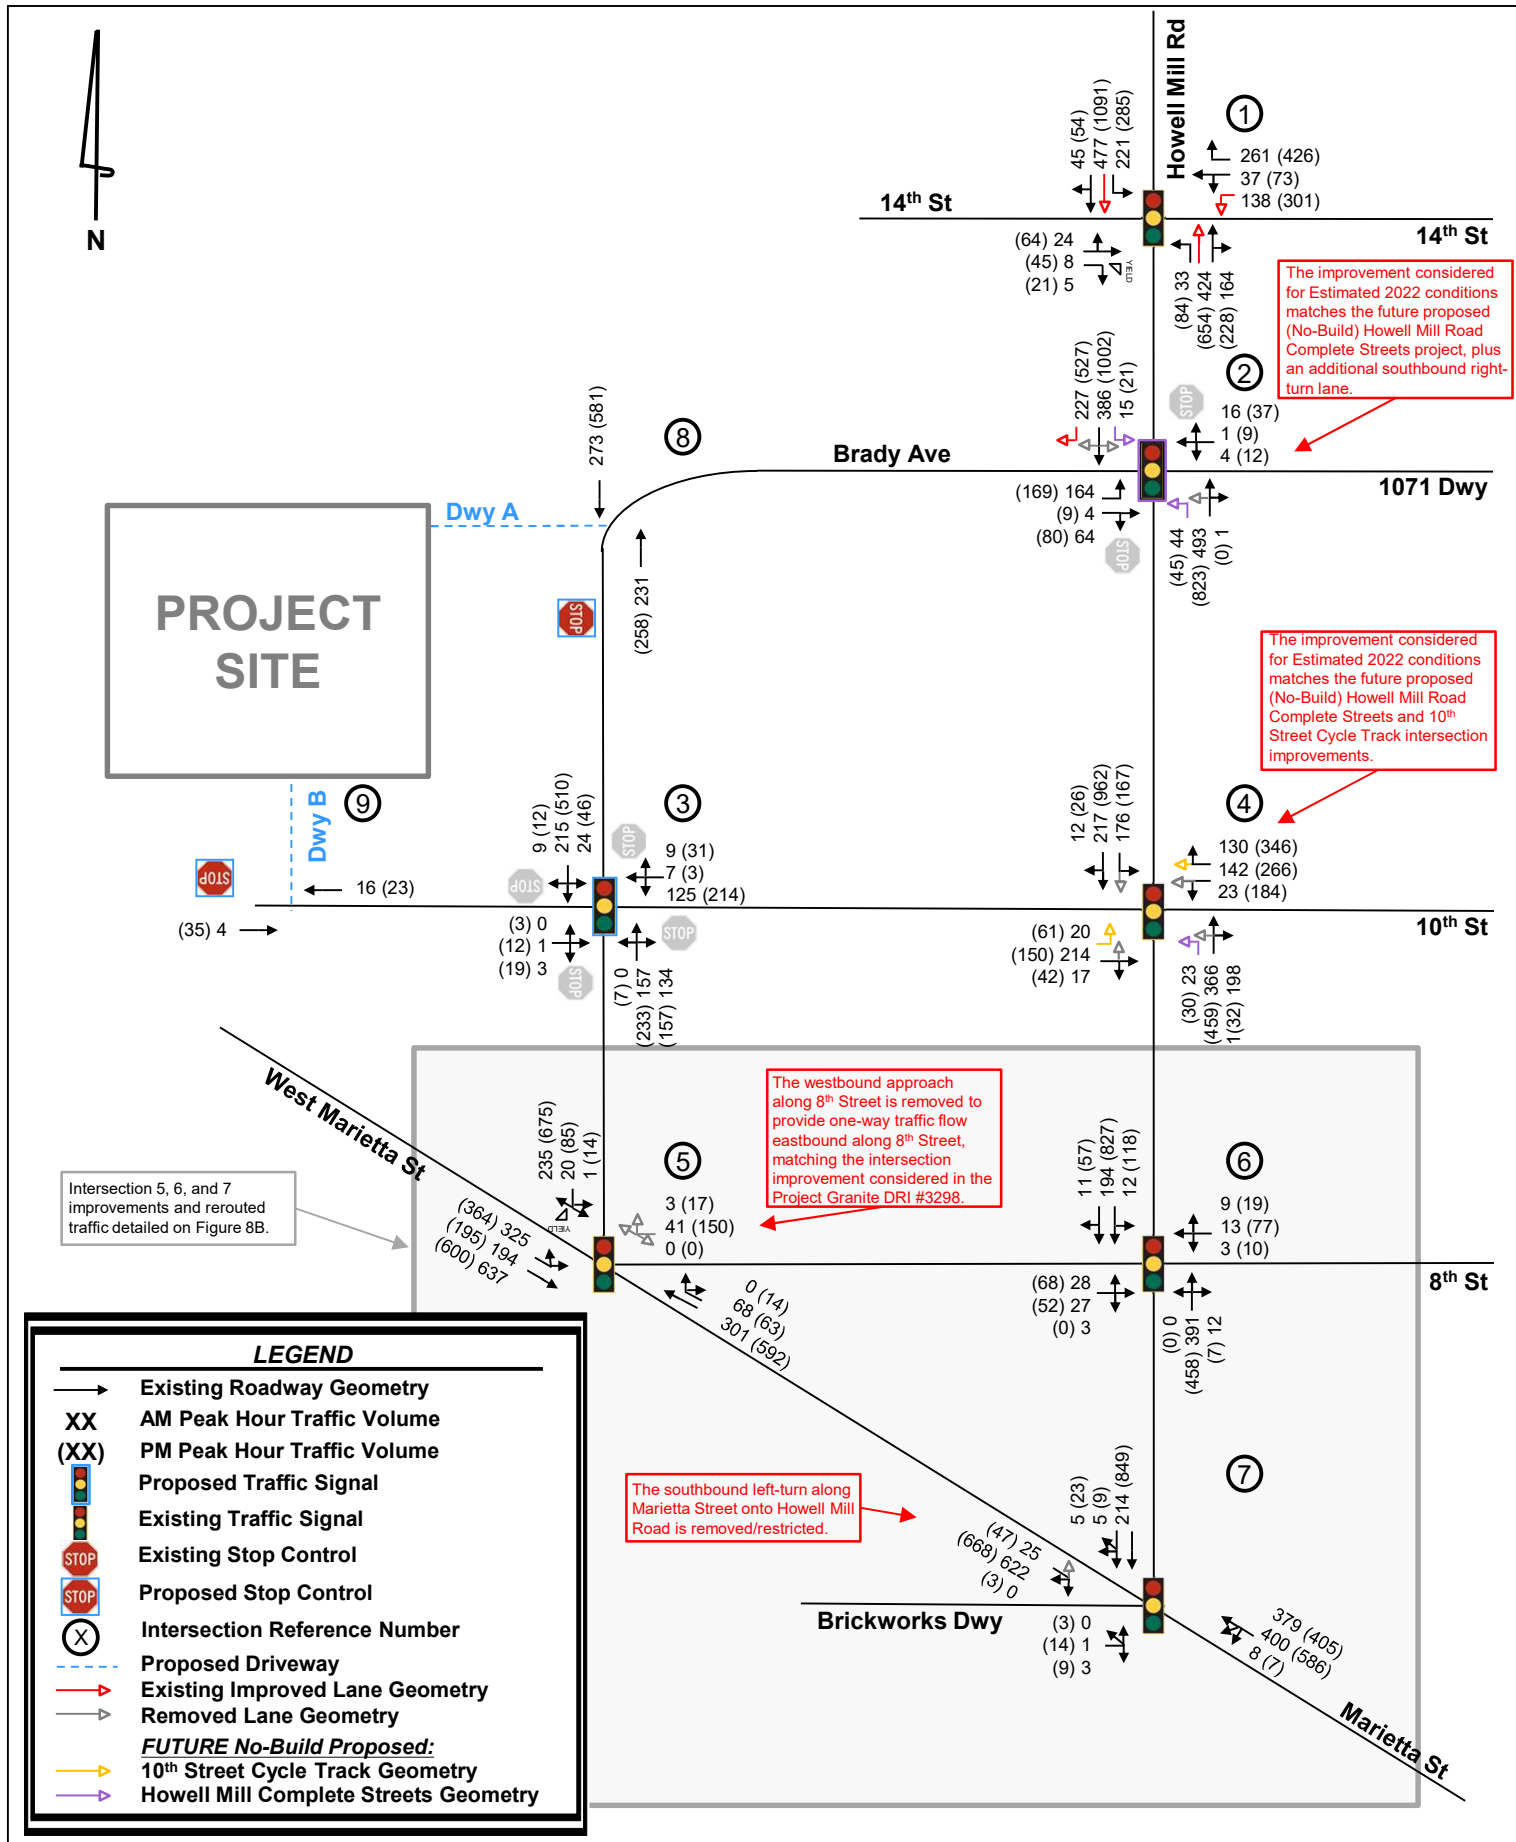 Howell Mill Rd
1
45 (54)
477 (1091)
221 (285)
261 (426)
37 (73)
138 (301)
14th St
14th St
(64) 24
(45) 8
(21) 5
YIELD
(84) 33
(654) 424
(228) 164
N
The improvement considered
for Estimated 2022 conditions
matches the future proposed
(No-Build) Howell Mill Road
Complete Streets project, plus
an additional southbound right-
turn lane.
2
227 (527)
386 (1002)
15 (21)
STOP
16 (37)
1 (9)
4 (12)
273 (581)
8
Brady Ave
1071 Dwy
(169) 164
(9) 4
(80) 64
STOP
(45) 44
(823) 493
(0) 1
Dwy A
PROJECT
SITE
STOP
(258) 231
The improvement considered
for Estimated 2022 conditions
matches the future proposed
(No-Build) Howell Mill Road
Complete Streets and 10th
Street Cycle Track intersection
improvements.
Dwy B
9
9 (12)
215 (510)
24 (46)
3
STOP
9 (31)
7 (3)
125 (214)
STOP
12 (26)
217 (962)
176 (167)
4
130 (346)
142 (266)
23 (184)
STOP
16 (23)
(35) 4
(3) 0
(12) 1
(19) 3
STOP
STOP
(7) 0
(233) 157
(157) 134
10th St
(61) 20
(150) 214
(42) 17
(30) 23
(459) 366
1(32) 198
West Marietta St
The westbound approach
along 8th Street is removed to
provide one-way traffic flow
eastbound along 8th Street,
matching the intersection
improvement considered in the
Project Granite DRI #3298.
235 (675)
20 (85)
1 (14)
5
3 (17)
41 (150)
0 (0)
11 (57)
194 (827)
12 (118)
6
9 (19)
13 (77)
3 (10)
Intersection 5, 6, and 7
improvements and rerouted
traffic detailed on Figure 8B.
YIELD
(364) 325
(195) 194
(600) 637
0 (14)
68 (63)
301 (592)
8th St
(68) 28
(52) 27
(0) 3
(0) 0
(458) 391
(7) 12
7
The southbound left-turn along
Marietta Street onto Howell Mill
Road is removed/restricted.
5 (23)
5 (9)
214 (849)
(47) 25
(668) 622
(3) 0
Brickworks Dwy
(3) 0
(14) 1
(9) 3
379 (405)
400 (586)
8 (7)
Marietta St
LEGEND
Existing Roadway Geometry
XX AM Peak Hour Traffic Volume
(XX) PM Peak Hour Traffic Volume
Proposed Traffic Signal
Existing Traffic Signal
STOP Existing Stop Control
STOP Proposed Stop Control
X Intersection Reference Number
Proposed Driveway
Existing Improved Lane Geometry
Removed Lane Geometry
FUTURE No-Build Proposed:
10th Street Cycle Track Geometry
Howell Mill Complete Streets Geometry